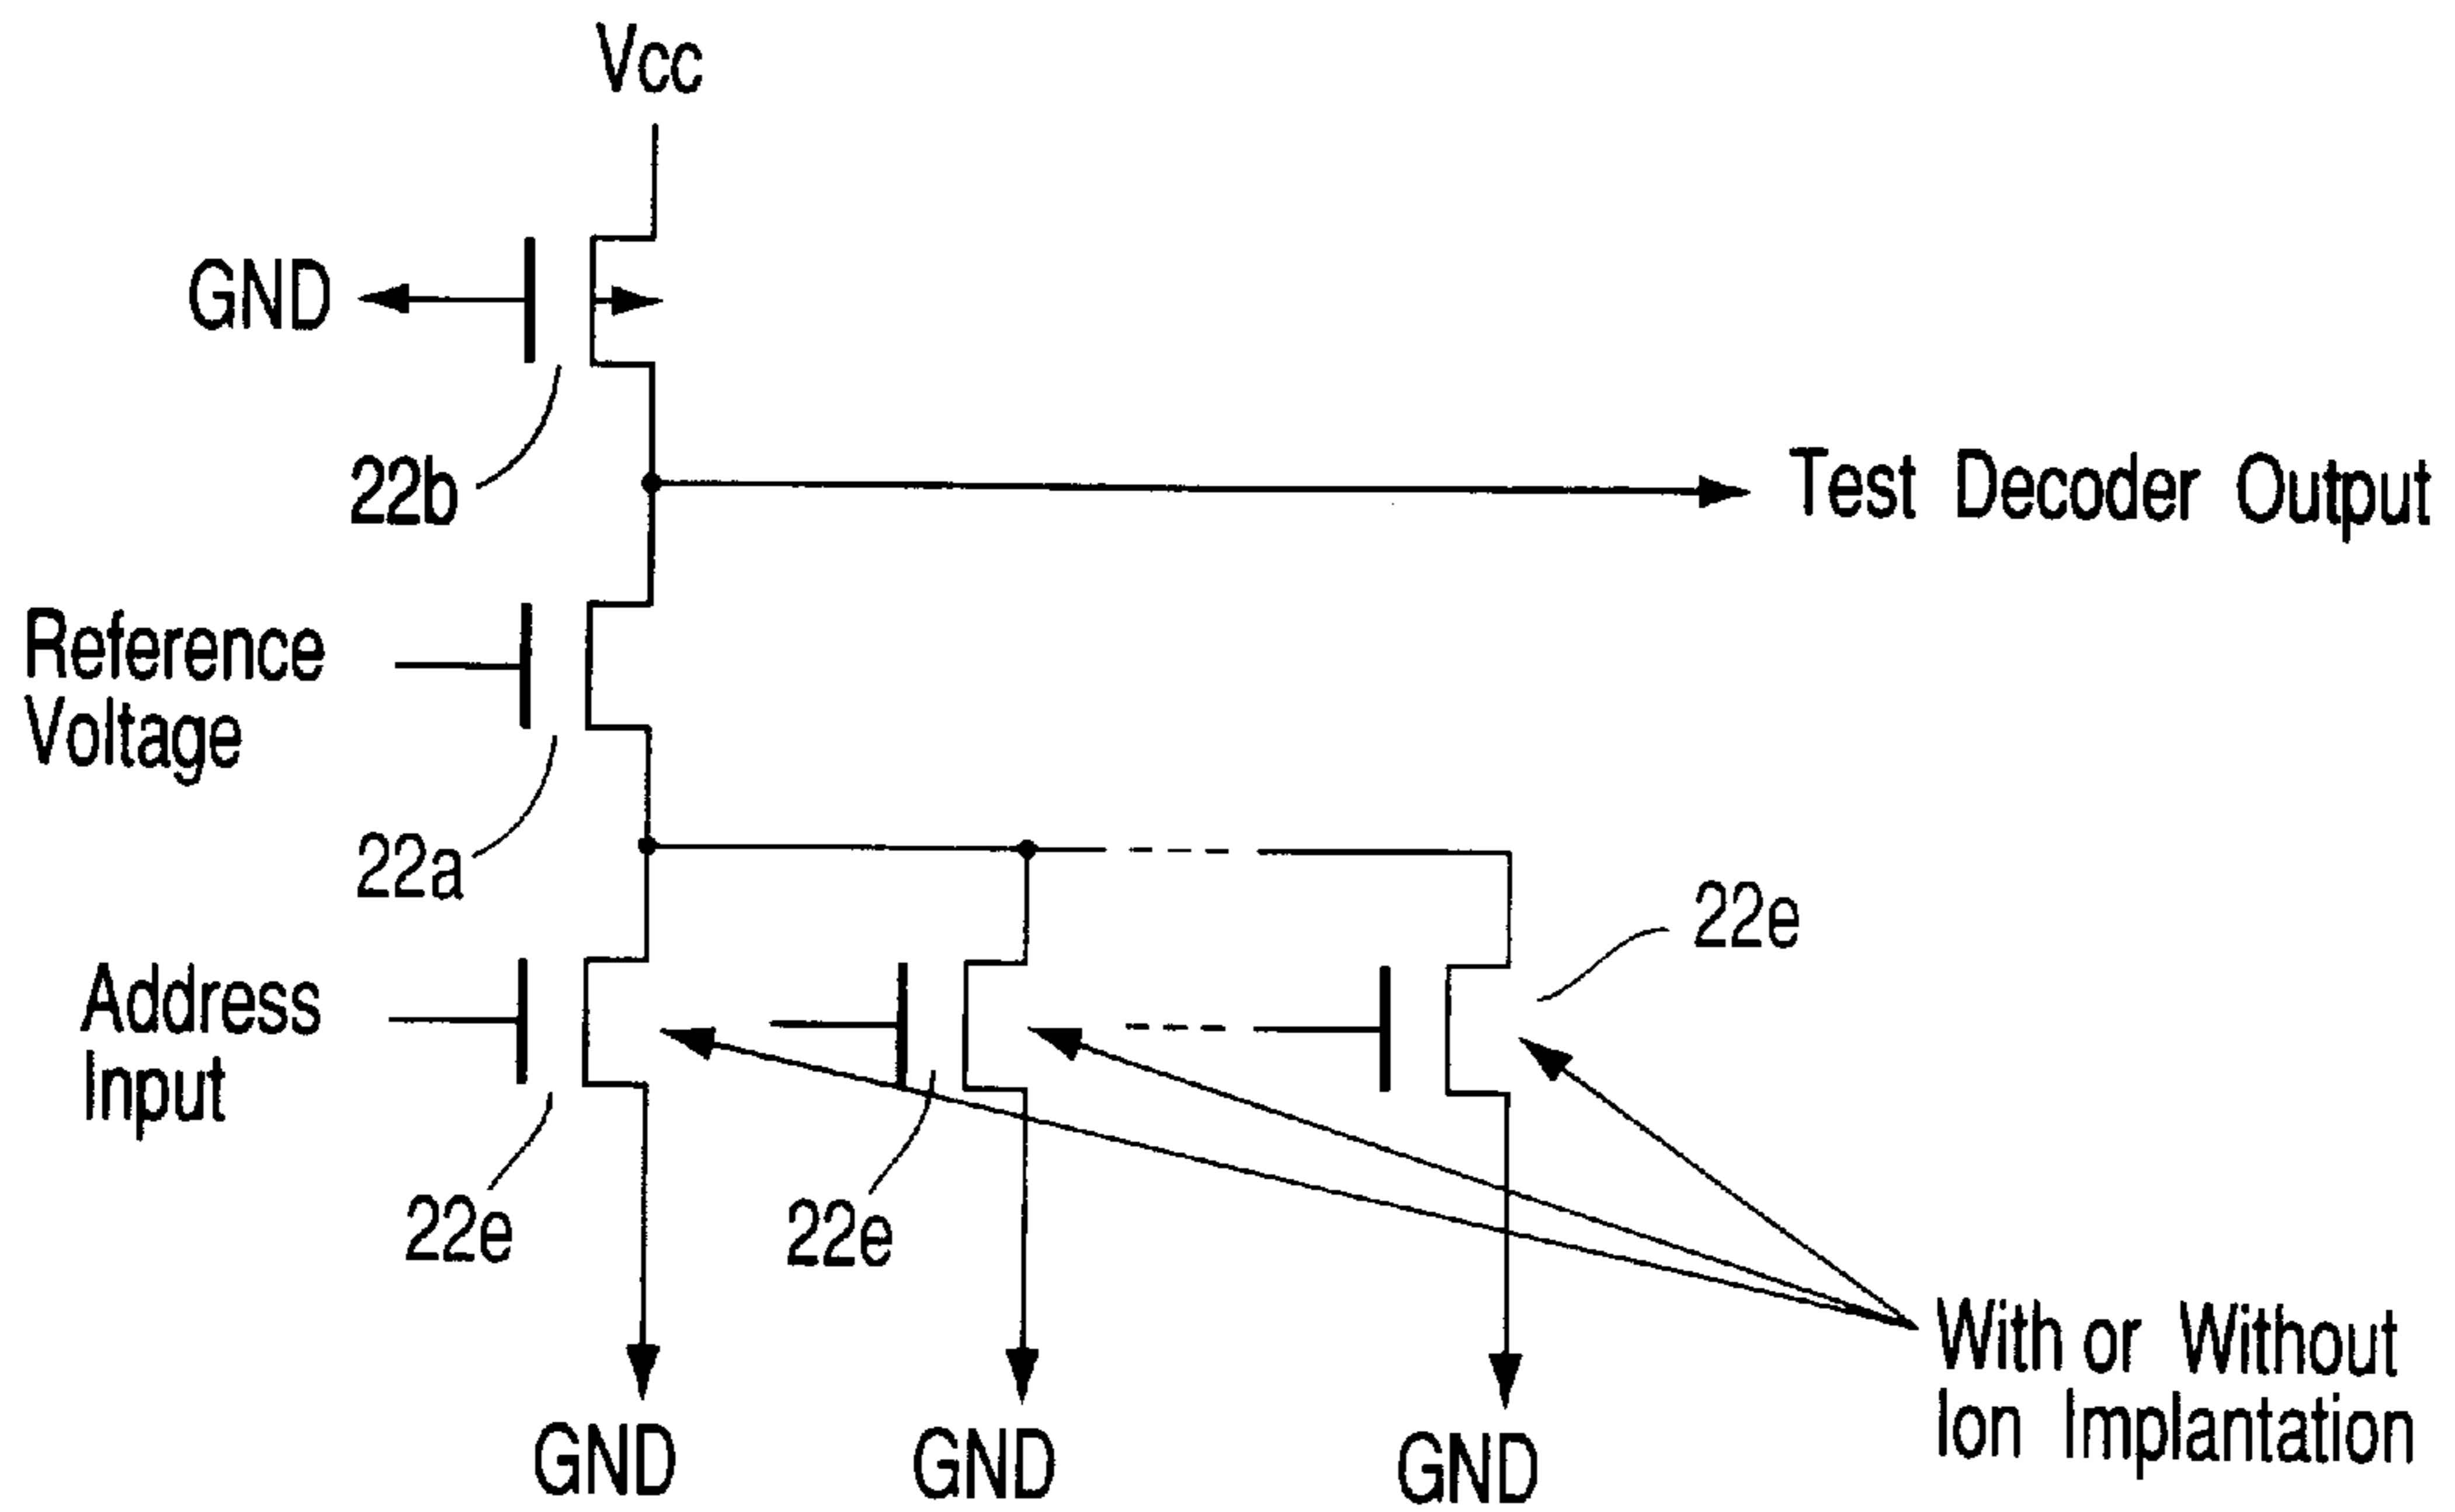 Vcc
GND
22b
Test Decoder Output
Reference
Voltage
22a
22e
Address
Input
22e
22e
With or Without
Ion Implantation
GND
GND
GND